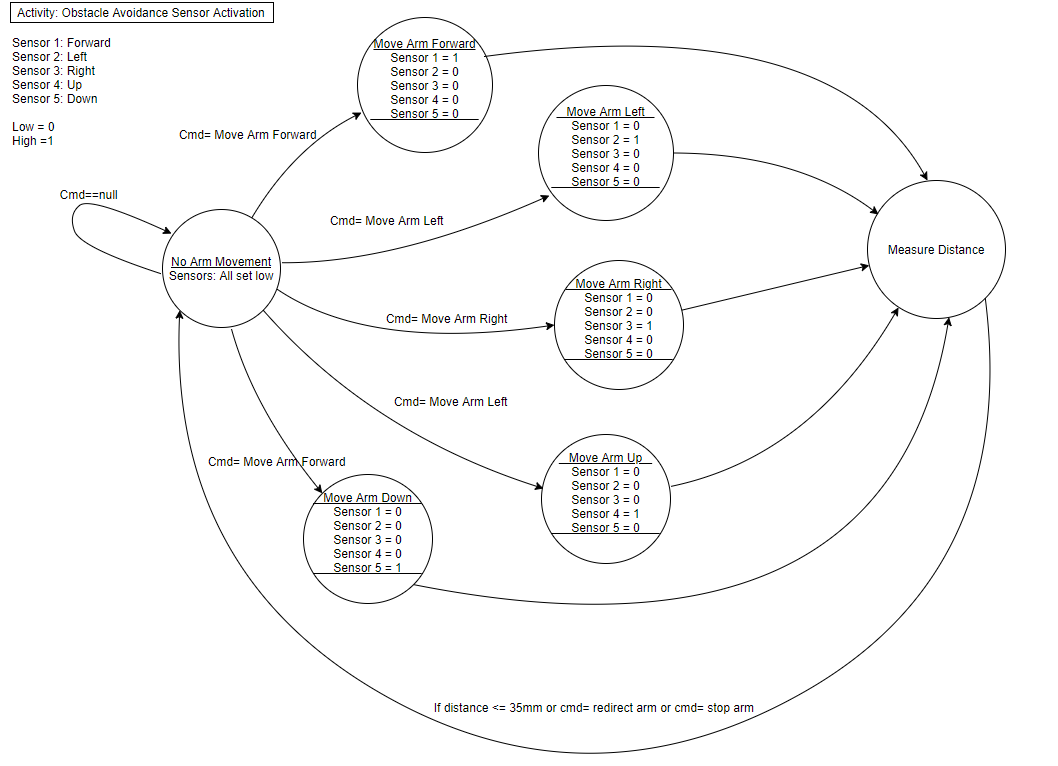 Activity: Obstacle Avoidance Sensor Activation
Sensor 1: Forward
Sensor 2: Left
Sensor 3: Right
Sensor 4: Up
Sensor 5: Down
Low = 0
High =1
Move Arm Forward
Sensor 1 = 1
Sensor 2 = 0
Sensor 3 = 0
Sensor 4 = 0
Sensor 5 = 0
Cmd= Move Arm Forward
Move Arm Left
Sensor 1 = 0
Sensor 2 = 1
Sensor 3 = 0
Sensor 4 = 0
Sensor 5 = 0
Cmd==null
Cmd= Move Arm Left
No Arm Movement
Sensors: All set low
Measure Distance
Move Arm Right
Sensor 1 = 0
Sensor 2 = 0
Sensor 3 = 1
Sensor 4 = 0
Sensor 5 = 0
Cmd= Move Arm Right
Cmd= Move Arm Left
Move Arm Up
Sensor 1 = 0
Sensor 2 = 0
Sensor 3 = 0
Sensor 4 = 1
Sensor 5 = 0
Cmd= Move Arm Forward
Move Arm Down
Sensor 1 = 0
Sensor 2 = 0
Sensor 3 = 0
Sensor 4 = 0
Sensor 5 = 1
If distance <= 35mm or cmd= redirect arm or cmd= stop arm